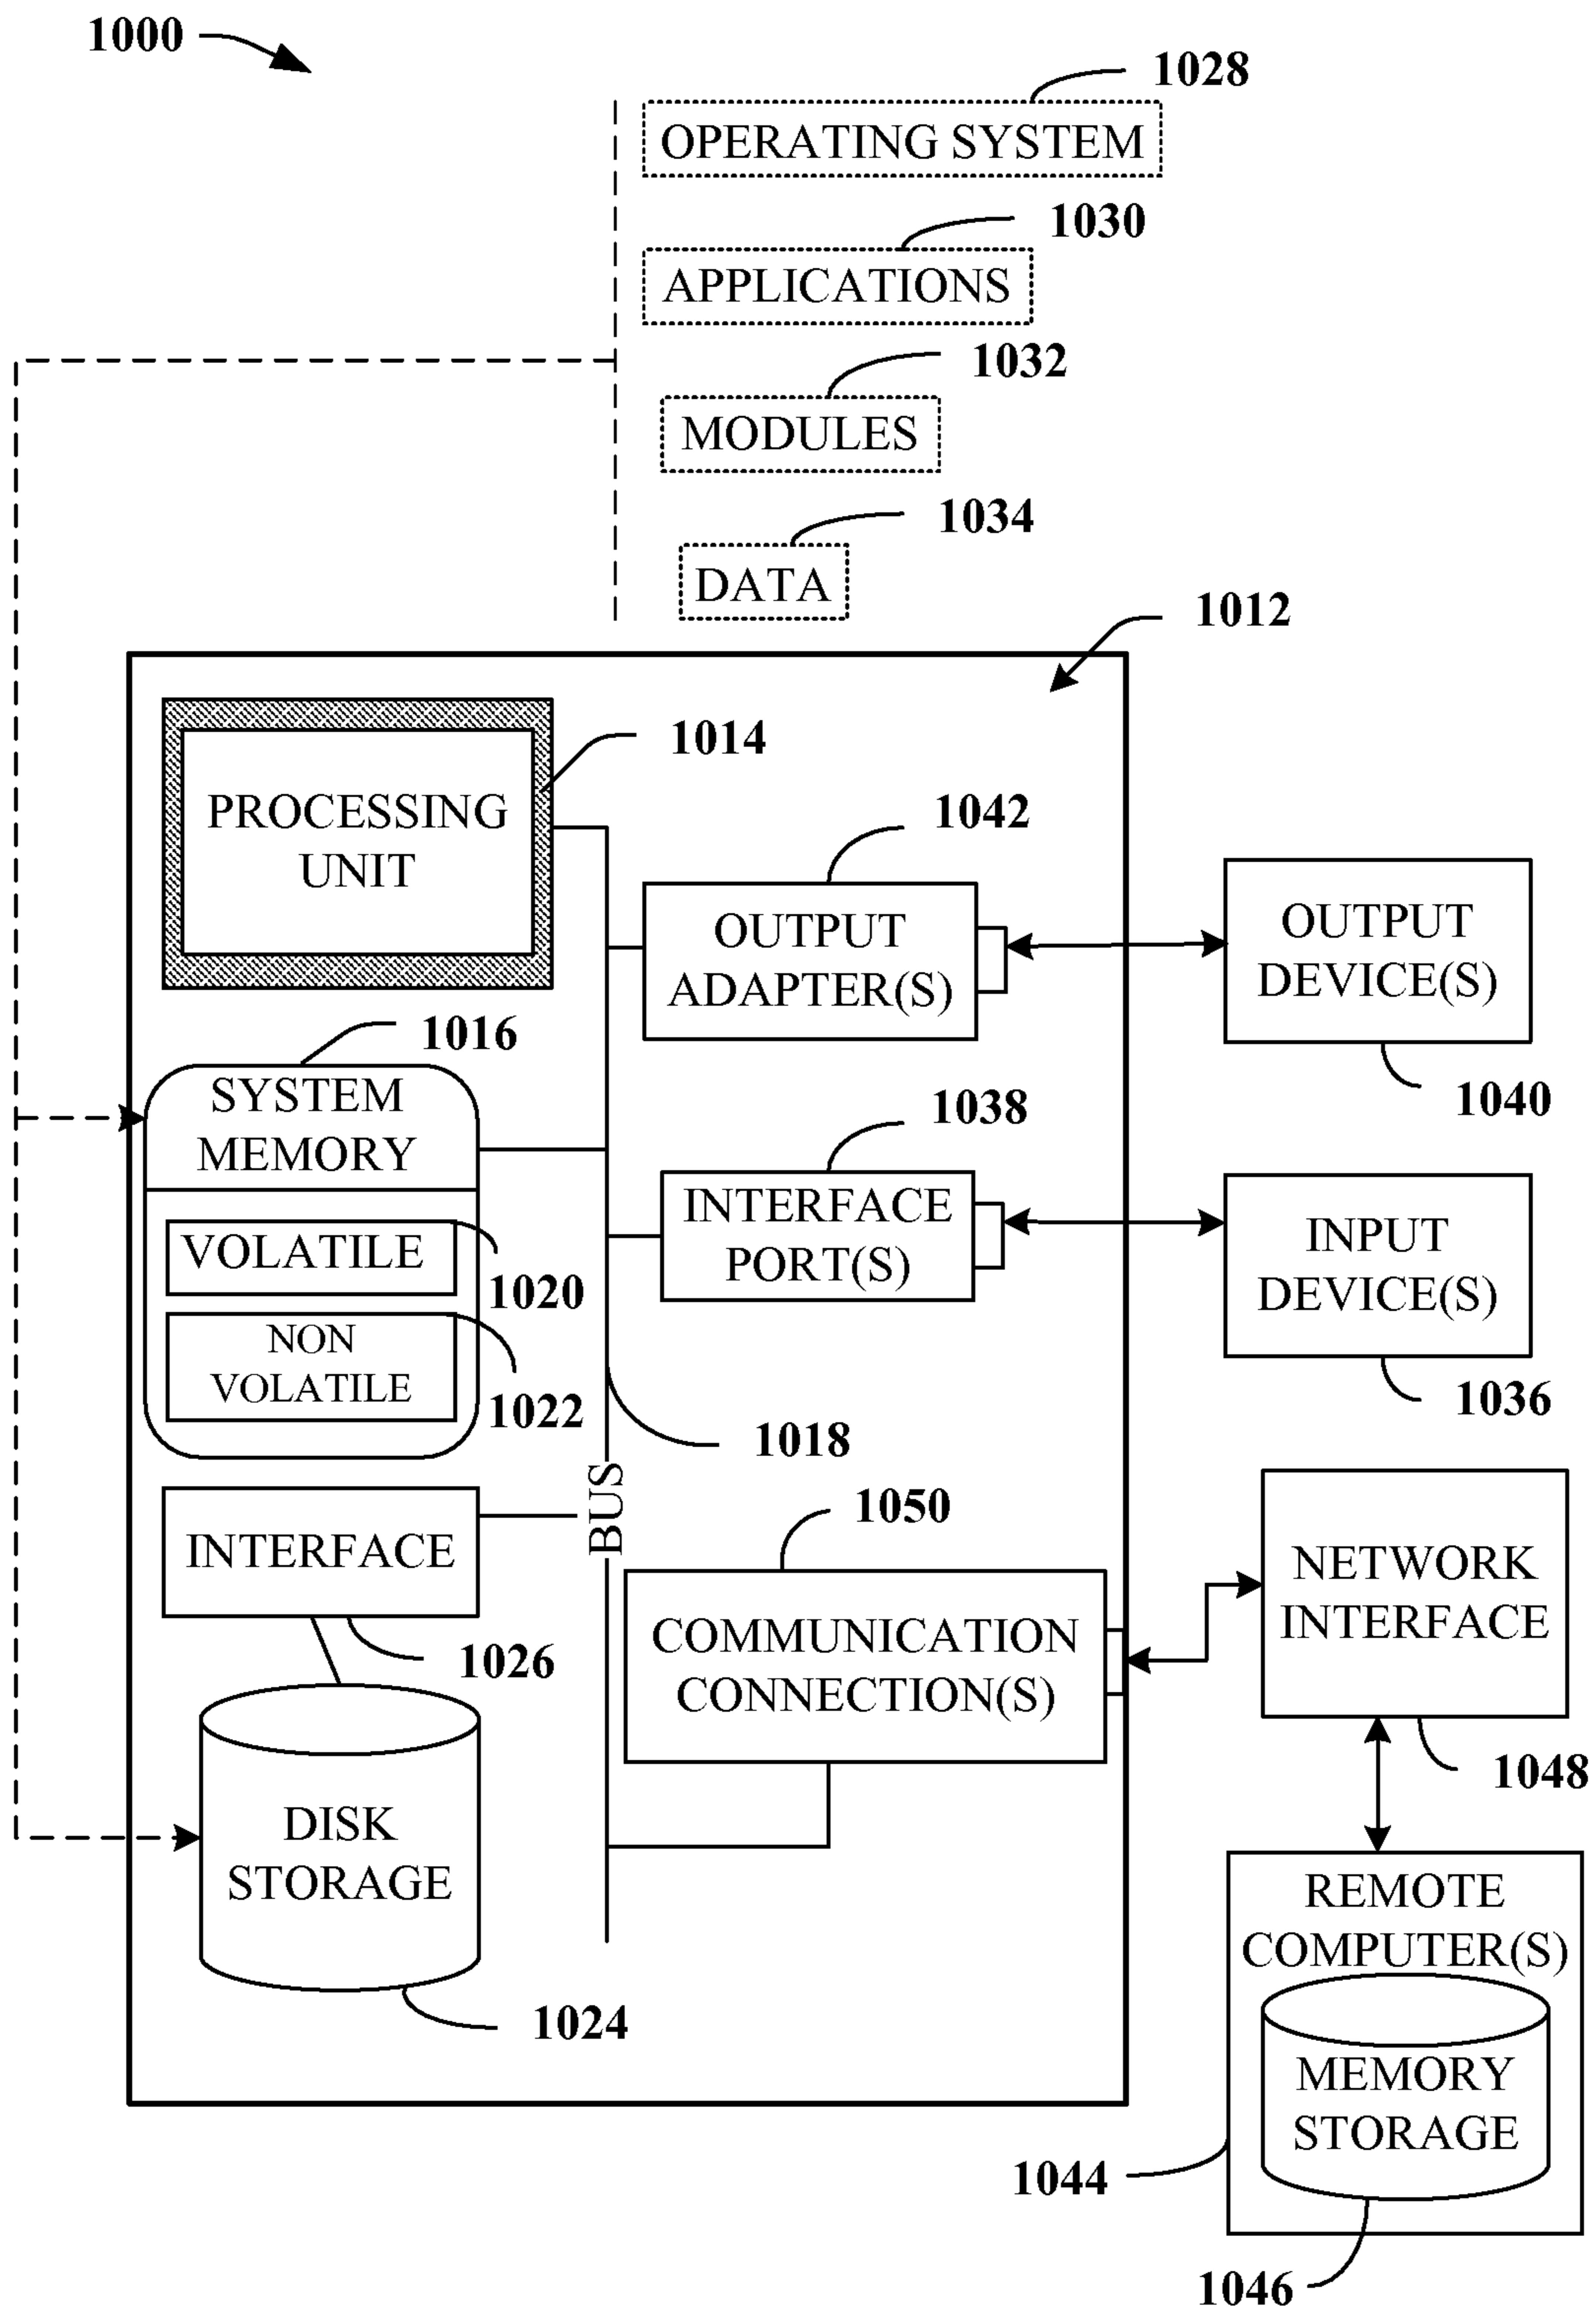 1000
1028
OPERATING SYSTEM
1030
APPLICATIONS
1032
MODULES
1034
DATA
1012
PROCESSING
UNIT
1014
1042
OUTPUT
ADAPTER(S)
OUTPUT
DEVICE(S)
1040
1016
SYSTEM
MEMORY
VOLATILE
1020
NON
VOLATILE
1022
1038
INTERFACE
PORT(S)
INPUT
DEVICE(S)
1036
1018
BUS
INTERFACE
1026
1050
COMMUNICATION
CONNECTION(S)
NETWORK
INTERFACE
1048
DISK
STORAGE
1024
REMOTE
COMPUTER(S)
MEMORY
STORAGE
1044
1046